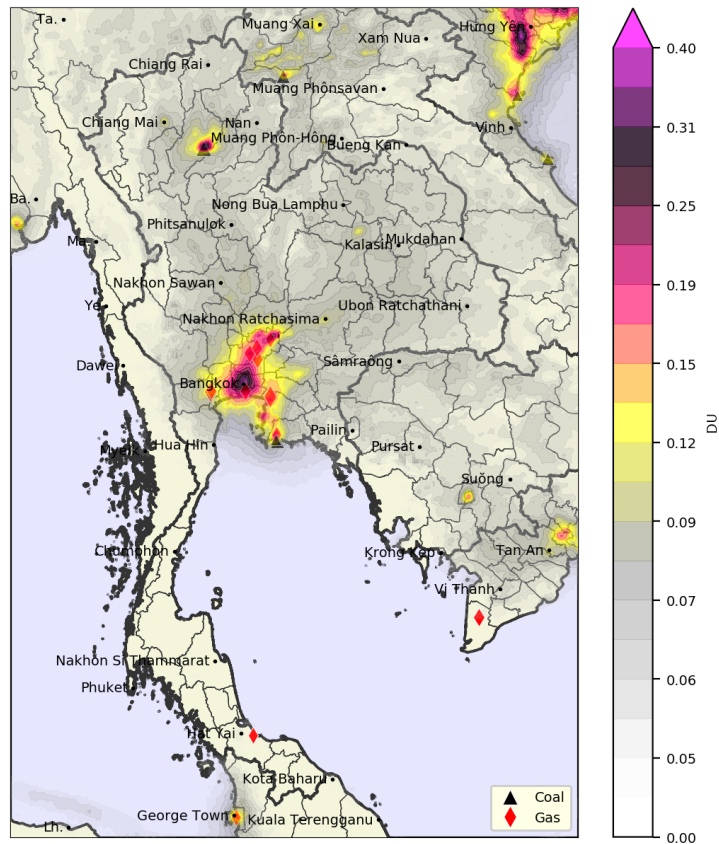 Ta.
Muang Xai
Hưng Yên
Xam Nua
Chiang Rai
Muang Phônsavan
Chiang Mai
Nan
Vinh
Muang Phôn-Hông
Bueng Kan
Ba.
Nong Bua Lamphu
Phitsanulok
Ma.
Kalasin
Mukdahan
Nakhon Sawan
Ye
Nakhon Ratchasima
Ubon Ratchathani
Dawei
Sâmraông
Bangkok
Pailin
Myeik
Hua Hin
Pursat
Suŏng
Chumphon
Krong Kep
Tan An
Vị Thanh
Nakhon Si Thammarat
Phuket
Hat Yai
Kota Baharu
George Town
Kuala Terengganu
Lh.
Coal
Gas
0.40
0.31
0.25
0.19
0.15
0.12
0.09
0.07
0.06
0.05
0.00
DU